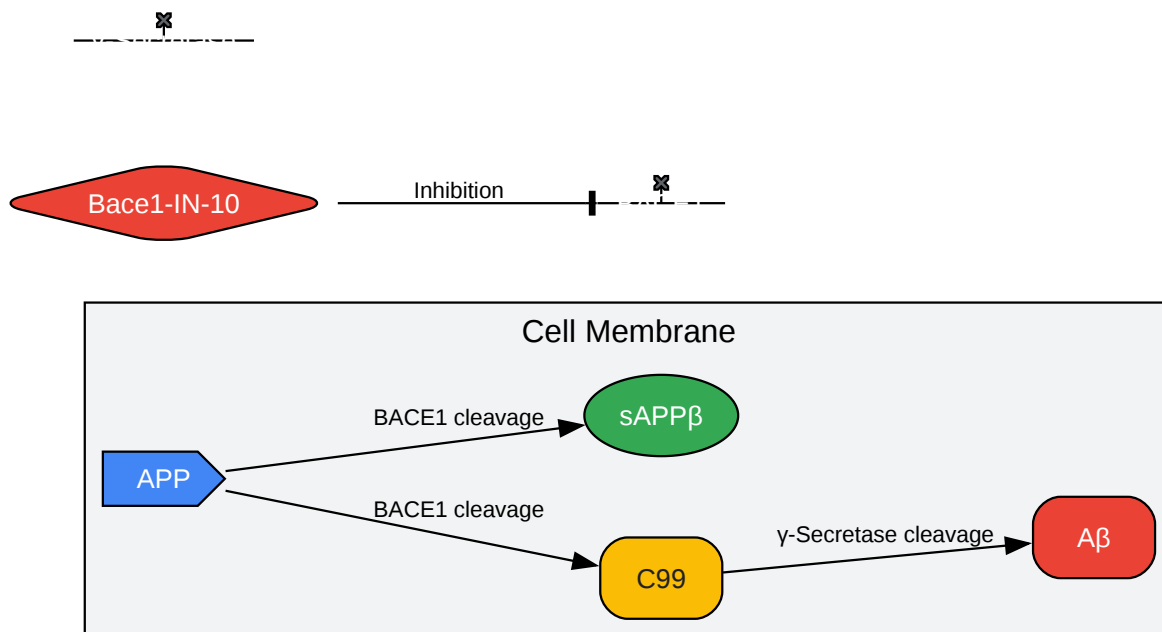 Bace1-IN-10
Inhibition
Cell Membrane
BACE1 cleavage
sAPPβ
APP
BACE1 cleavage
γ-Secretase cleavage
Aβ
C99